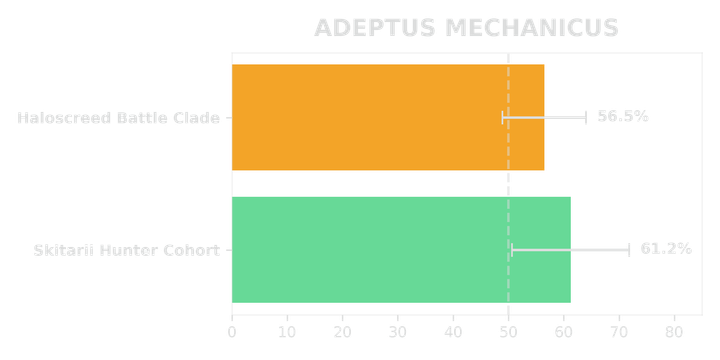 ADEPTUS MECHANICUS
Haloscreed Battle Clade
56.5%
Skitarii Hunter Cohort
61.2%
0 10 20 30 40 50 60 70 80